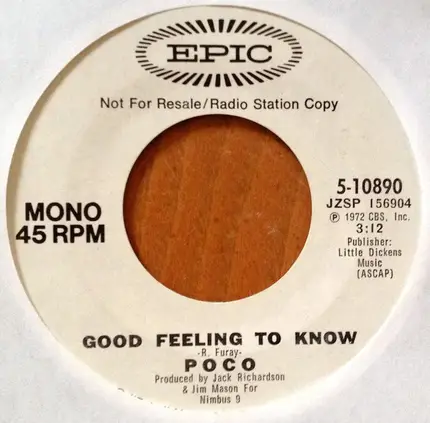 EPIC
Not For Resale/Radio Station Copy
MONO
45 RPM
5-10890
JZSP 156904
Ⓟ 1972 CBS, Inc.
3:12
Publisher:
Little Dickens
Music
(ASCAP)
GOOD FEELING TO KNOW
-R. Furay-
POCO
Produced by Jack Richardson
& Jim Mason For
Nimbus 9